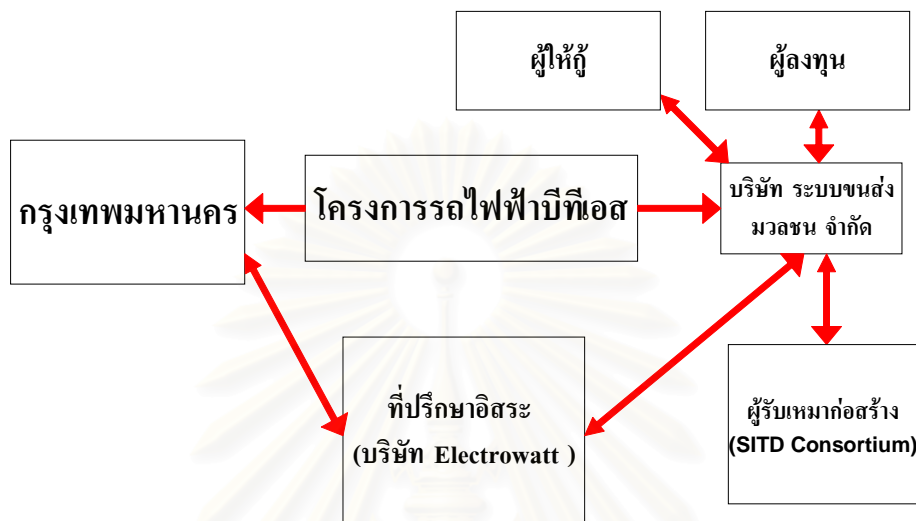 ผู้ให้กู้
ผู้ลงทุน
กรุงเทพมหานคร
โครงการรถไฟฟ้าบีทีเอส
บริษัท ระบบขนส่ง
มวลชน จำกัด
ที่ปรึกษาอิสระ
(บริษัท Electrowatt )
ผู้รับเหมาก่อสร้าง
(SITD Consortium)